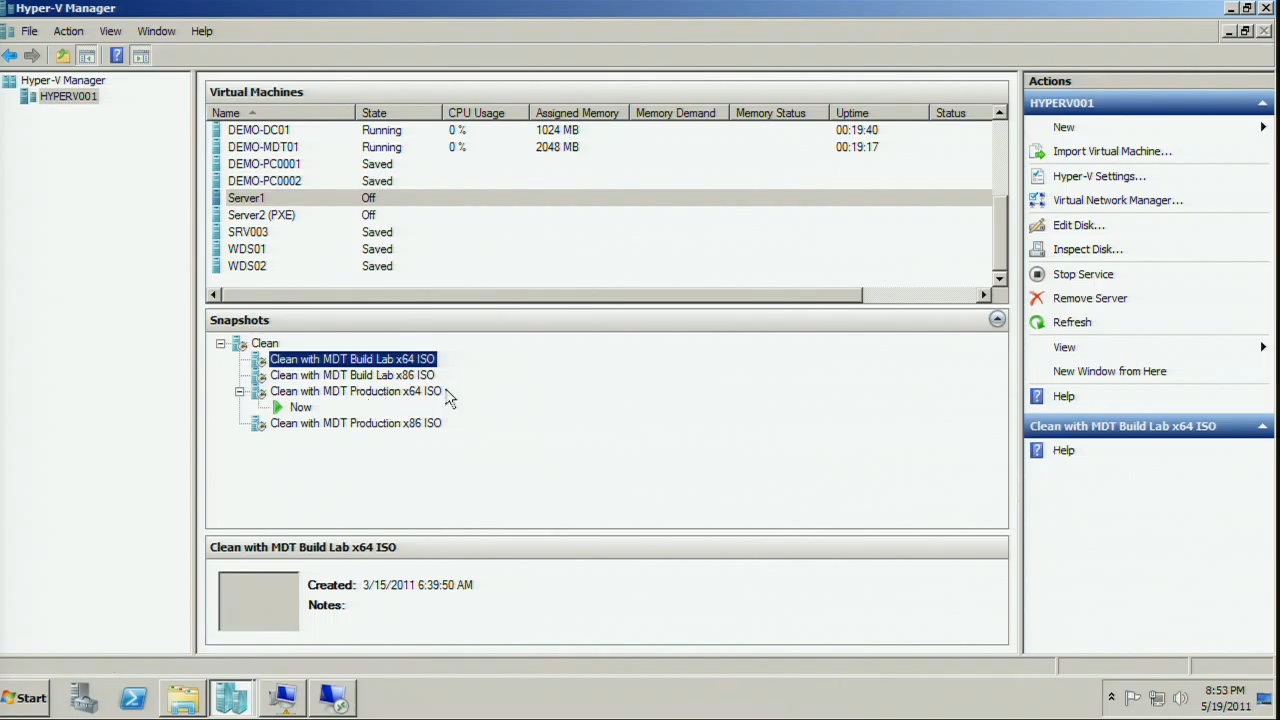 Hyper-V Manager
File Action View Window Help
Hyper-V Manager
HYPERV001
Virtual Machines
Name State CPU Usage Assigned Memory Memory Demand Memory Status Uptime Status
DEMO-DC01 Running 0 % 1024 MB 00:19:40
DEMO-MDT01 Running 0 % 2048 MB 00:19:17
DEMO-PC0001 Saved
DEMO-PC0002 Saved
Server1 Off
Server2 (PXE) Off
SRV003 Saved
WDS01 Saved
WDS02 Saved
Snapshots
Clean
Clean with MDT Build Lab x64 ISO
Clean with MDT Build Lab x86 ISO
Clean with MDT Production x64 ISO
Now
Clean with MDT Production x86 ISO
Clean with MDT Build Lab x64 ISO
Created: 3/15/2011 6:39:50 AM
Notes:
Actions
HYPERV001
New
Import Virtual Machine...
Hyper-V Settings...
Virtual Network Manager...
Edit Disk...
Inspect Disk...
Stop Service
Remove Server
Refresh
View
New Window from Here
Help
Clean with MDT Build Lab x64 ISO
Help
Start
8:53 PM
5/19/2011